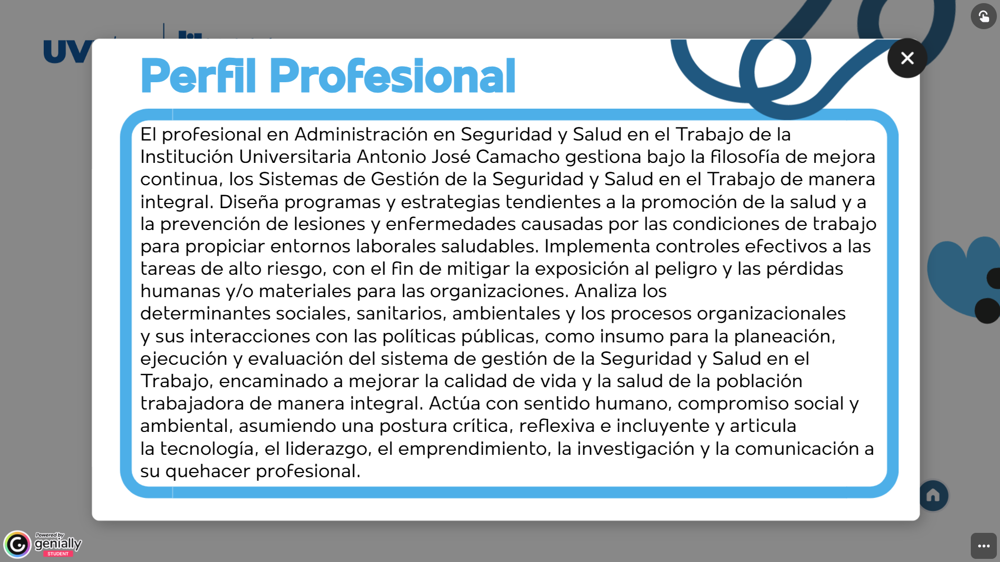 UV
Perfil Profesional
El profesional en Administración en Seguridad y Salud en el Trabajo de la
Institución Universitaria Antonio José Camacho gestiona bajo la filosofía de mejora
continua, los Sistemas de Gestión de la Seguridad y Salud en el Trabajo de manera
integral. Diseña programas y estrategias tendientes a la promoción de la salud y a
la prevención de lesiones y enfermedades causadas por las condiciones de trabajo
para propiciar entornos laborales saludables. Implementa controles efectivos a las
tareas de alto riesgo, con el fin de mitigar la exposición al peligro y las pérdidas
humanas y/o materiales para las organizaciones. Analiza los
determinantes sociales, sanitarios, ambientales y los procesos organizacionales
y sus interacciones con las políticas públicas, como insumo para la planeación,
ejecución y evaluación del sistema de gestión de la Seguridad y Salud en el
Trabajo, encaminado a mejorar la calidad de vida y la salud de la población
trabajadora de manera integral. Actúa con sentido humano, compromiso social y
ambiental, asumiendo una postura crítica, reflexiva e incluyente y articula
la tecnología, el liderazgo, el emprendimiento, la investigación y la comunicación a
su quehacer profesional.
Powered by
genially
STUDENT